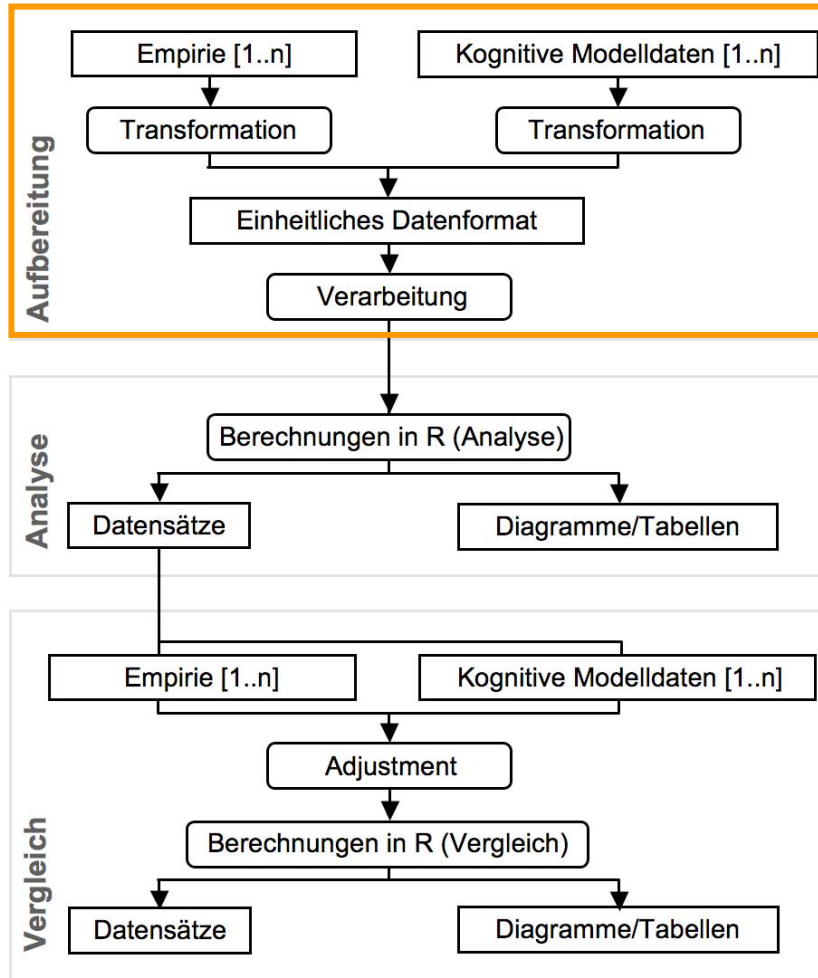 Aufbereitung
Empirie [1..n]
Kognitive Modelldaten [1..n]
Transformation
Transformation
Einheitliches Datenformat
Verarbeitung
Analyse
Berechnungen in R (Analyse)
Datensätze
Diagramme/Tabellen
Vergleich
Empirie [1..n]
Kognitive Modelldaten [1..n]
Adjustment
Berechnungen in R (Vergleich)
Datensätze
Diagramme/Tabellen